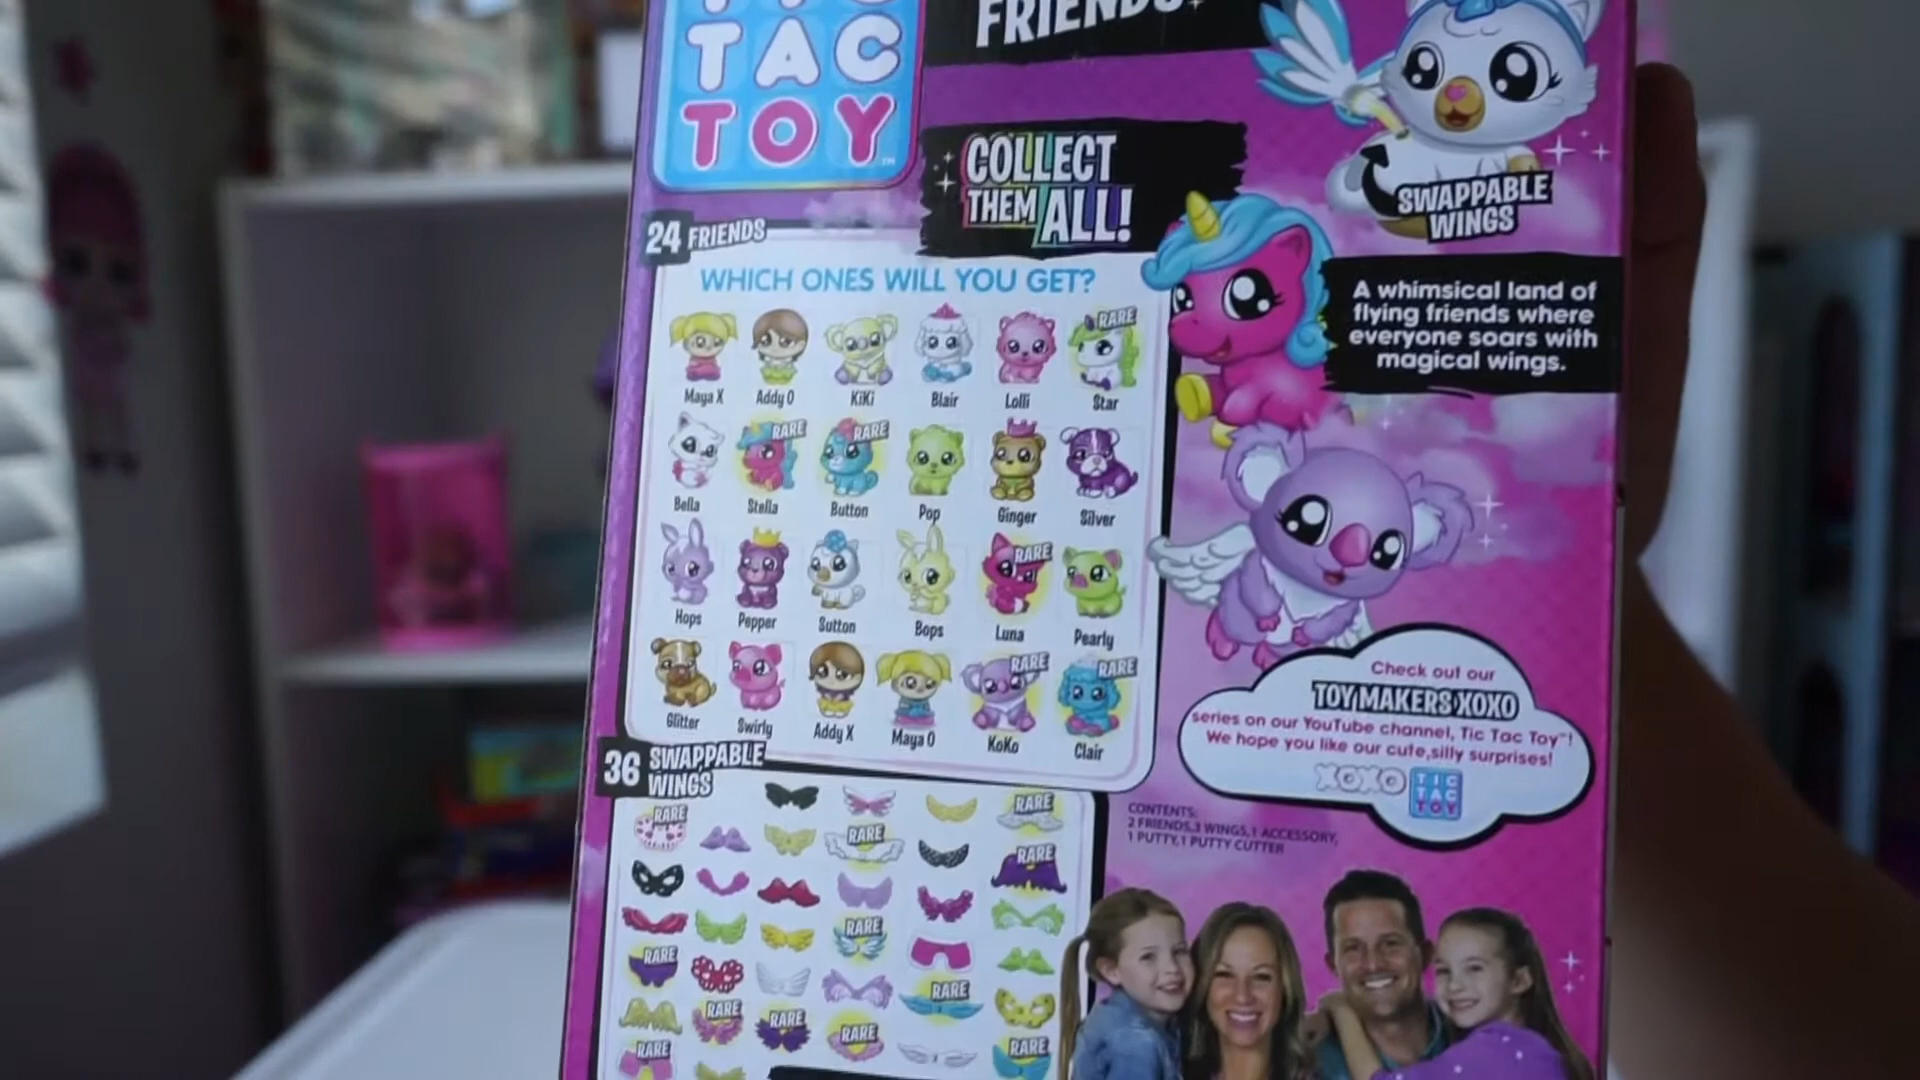 TIC
TAC
TOY
FRIENDS
COLLECT
THEM ALL!
SWAPPABLE
WINGS
24 FRIENDS
WHICH ONES WILL YOU GET?
A whimsical land of
flying friends where
everyone soars with
magical wings.
RARE
Maya X Addy O KiKi Blair Lolli Star
RARE RARE
Bella Stella Button Pop Ginger Silver
RARE
Hops Pepper Sutton Bops Luna Pearly
RARE RARE
Glitter Swirly Addy X Maya O KoKo Clair
Check out our
TOY MAKERS XOXO
series on our YouTube channel, Tic Tac Toy™!
We hope you like our cute,silly surprises!
XOXO TIC
TAC
TOY
36 SWAPPABLE
WINGS
RARE RARE
RARE RARE
RARE
RARE RARE
RARE RARE RARE
RARE RARE
CONTENTS:
2 FRIENDS,3 WINGS,1 ACCESSORY,
1 PUTTY,1 PUTTY CUTTER